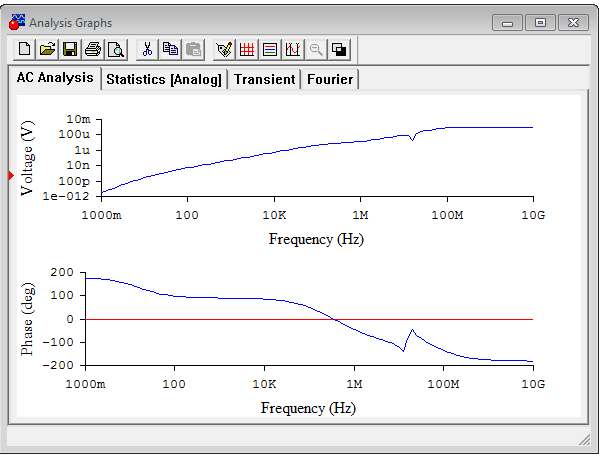 Analysis Graphs
AC Analysis Statistics [Analog] Transient Fourier
Voltage (V)
10m
100u
1u
10n
100p
1e-012
1000m 100 10K 1M 100M 10G
Frequency (Hz)
Phase (deg)
200
100
0
-100
-200
1000m 100 10K 1M 100M 10G
Frequency (Hz)